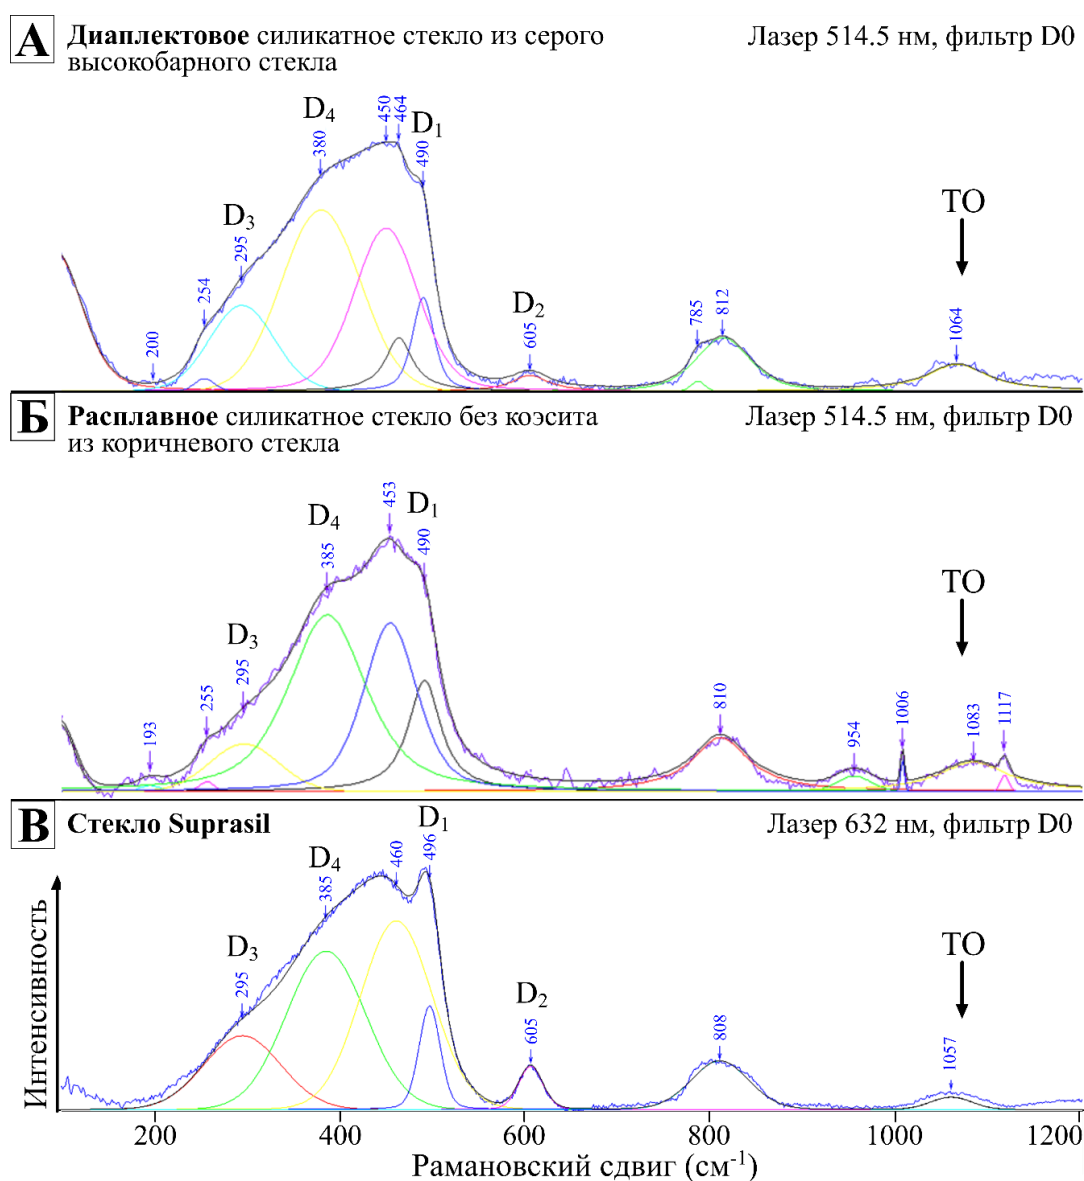 А
Диаплектовое силикатное стекло из серого
высокобарного стекла
Лазер 514.5 нм, фильтр D0
D3
D4
D1
D2
TO
200
254
295
380
450
464
490
605
785
812
1064
Б
Расплавное силикатное стекло без коэсита
из коричневого стекла
Лазер 514.5 нм, фильтр D0
D3
D4
D1
TO
193
255
295
385
453
490
810
954
1006
1083
1117
В
Стекло Suprasil
Лазер 632 нм, фильтр D0
D3
D4
D1
D2
TO
295
385
460
496
605
808
1057
Интенсивность
200
400
600
800
1000
1200
Рамановский сдвиг (см-1)